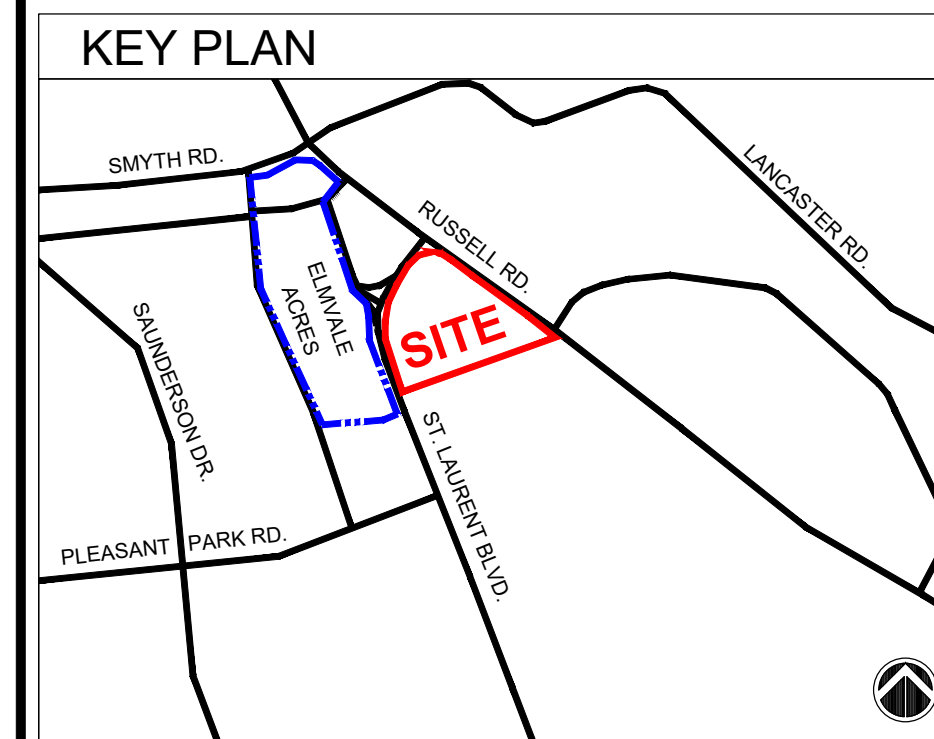 KEY PLAN
SMYTH RD.
LANCASTER RD.
RUSSELL RD.
ELMVALE
ACRES
SITE
SAUNDERSON DR.
ST. LAURENT BLVD.
PLEASANT PARK RD.